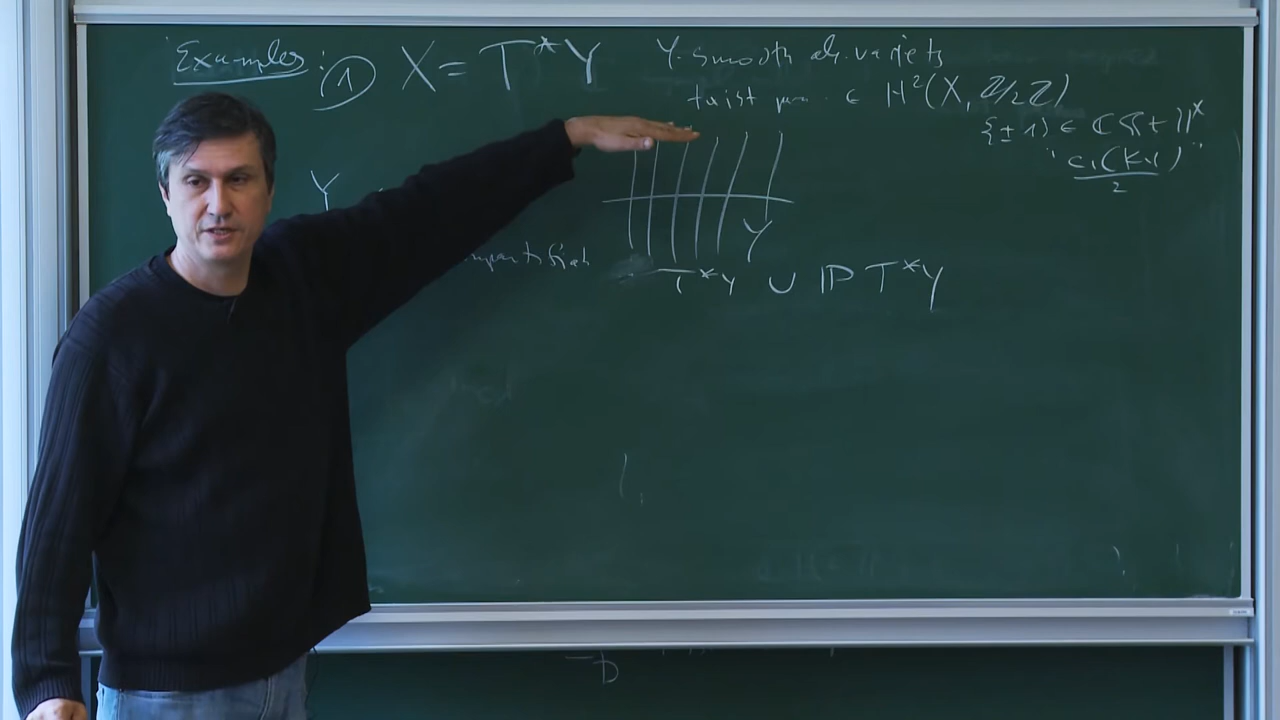 Examples: ① X = T*Y Y-smooth alg. variety
twist ∈ H²(X, ℤ/2ℤ)
{±1} ∈ ℂ[[t]]^×
"c₁(K_Y)/2"
Y
Y
T*Y ∪ ℙT*Y
D